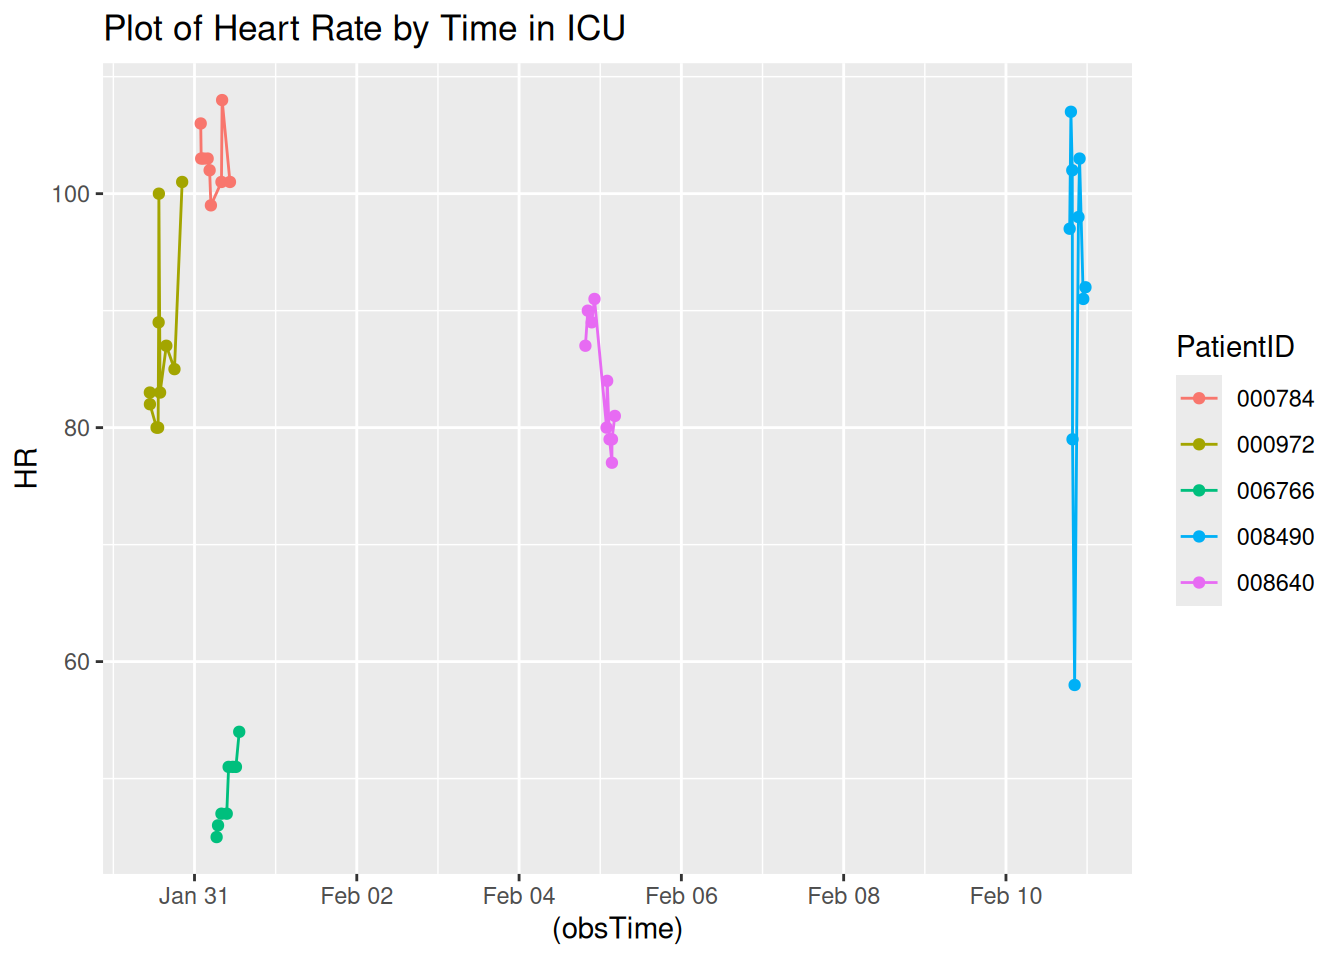 Plot of Heart Rate by Time in ICU
HR
100
80
60
Jan 31 Feb 02 Feb 04 Feb 06 Feb 08 Feb 10
(obsTime)
PatientID
000784
000972
006766
008490
008640